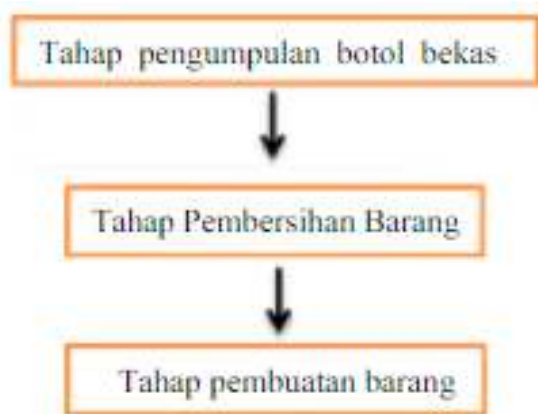 Tahap pengumpulan botol bekas
Tahap Pembersihan Barang
Tahap pembuatan barang